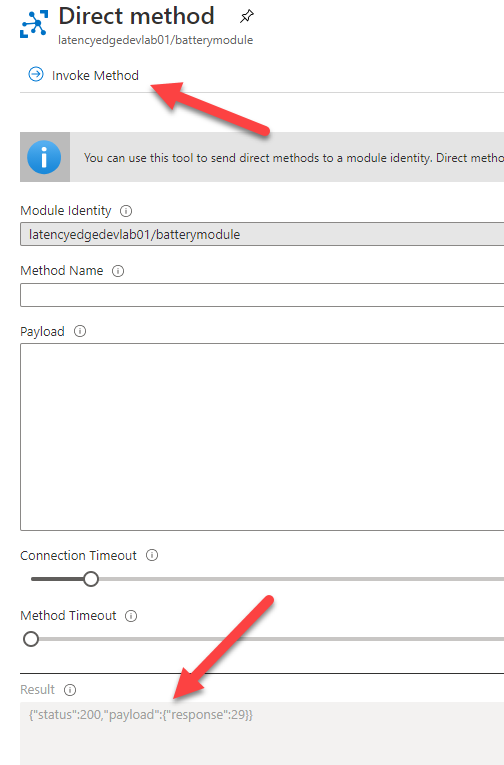 Direct method
latencyedgedevlab01/batterymodule
Invoke Method
You can use this tool to send direct methods to a module identity. Direct metho
Module Identity
latencyedgedevlab01/batterymodule
Method Name
Payload
Connection Timeout
Method Timeout
Result
{"status":200,"payload":{"response":29}}